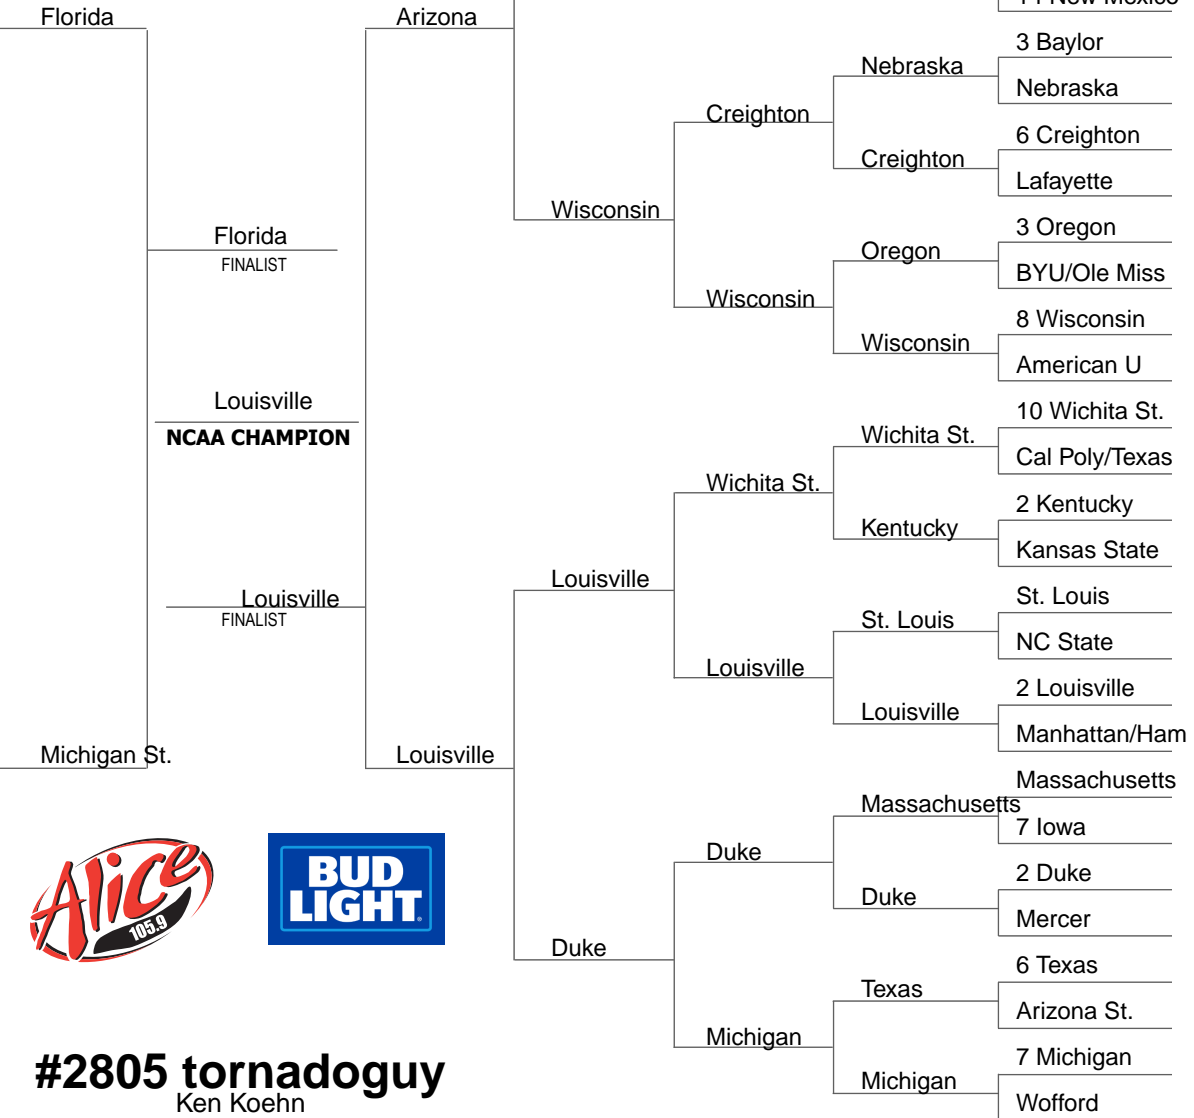 Florida
Arizona
3 Baylor
Nebraska
Nebraska
Creighton
6 Creighton
Creighton
Lafayette
Wisconsin
3 Oregon
Florida
Oregon
FINALIST
BYU/Ole Miss
Wisconsin
8 Wisconsin
Wisconsin
American U
Louisville
10 Wichita St.
NCAA CHAMPION
Wichita St.
Cal Poly/Texas
Wichita St.
2 Kentucky
Kentucky
Kansas State
Louisville
St. Louis
Louisville
FINALIST
St. Louis
NC State
Louisville
2 Louisville
Louisville
Manhattan/Ham
Michigan St.
Louisville
Massachusetts
Massachusetts
7 Iowa
Duke
2 Duke
Duke
Mercer
Alice
105.9
BUD
LIGHT
Duke
6 Texas
Texas
Arizona St.
Michigan
7 Michigan
Michigan
Wofford
#2805 tornadoguy
Ken Koehn